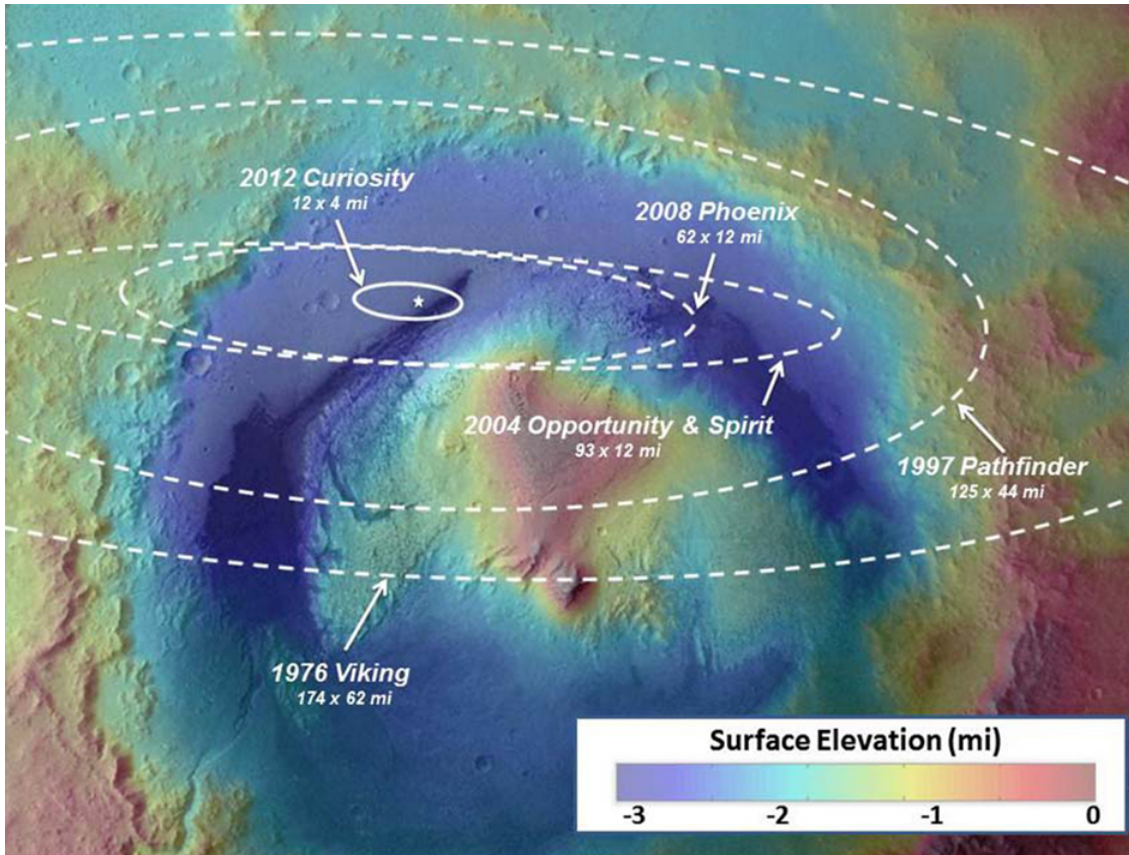 2012 Curiosity
12 x 4 mi
2008 Phoenix
62 x 12 mi
2004 Opportunity & Spirit
93 x 12 mi
1997 Pathfinder
125 x 44 mi
1976 Viking
174 x 62 mi
Surface Elevation (mi)
-3 -2 -1 0